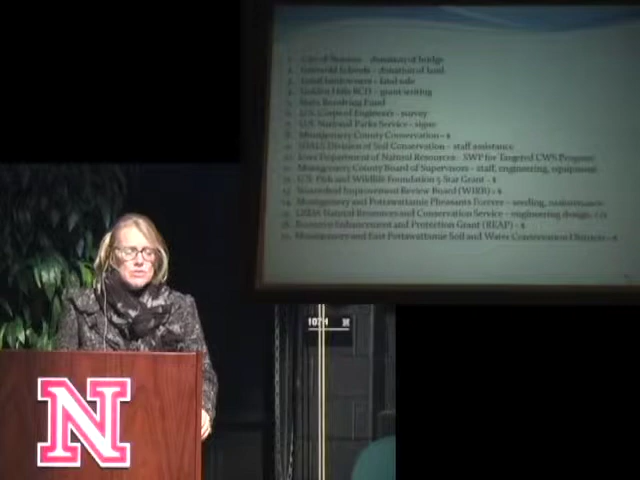 City of - donation of bridge
Schools - donation of land
Local landowners - land sale
Golden Hills RCD - grant writing
State Revolving Fund
U.S. Corps of Engineers - survey
U.S. National Parks Service - signs
Montgomery County Conservation - $
Division of Soil Conservation - staff assistance
Iowa Department of Natural Resources - SWP for Targeted CWS Program
Montgomery County Board of Supervisors - staff, engineering, equipment
U.S. Fish and Wildlife Foundation 5 Star Grant - $
Watershed Improvement Review Board (WIRB) - $
Montgomery and Pottawattamie Pheasants Forever - seeding, maintenance
USDA Natural Resources and Conservation Service - engineering design,
Resource Enhancement and Protection Grant (REAP) - $
Montgomery and East Pottawattamie Soil and Water Conservation Districts - $
107H
N